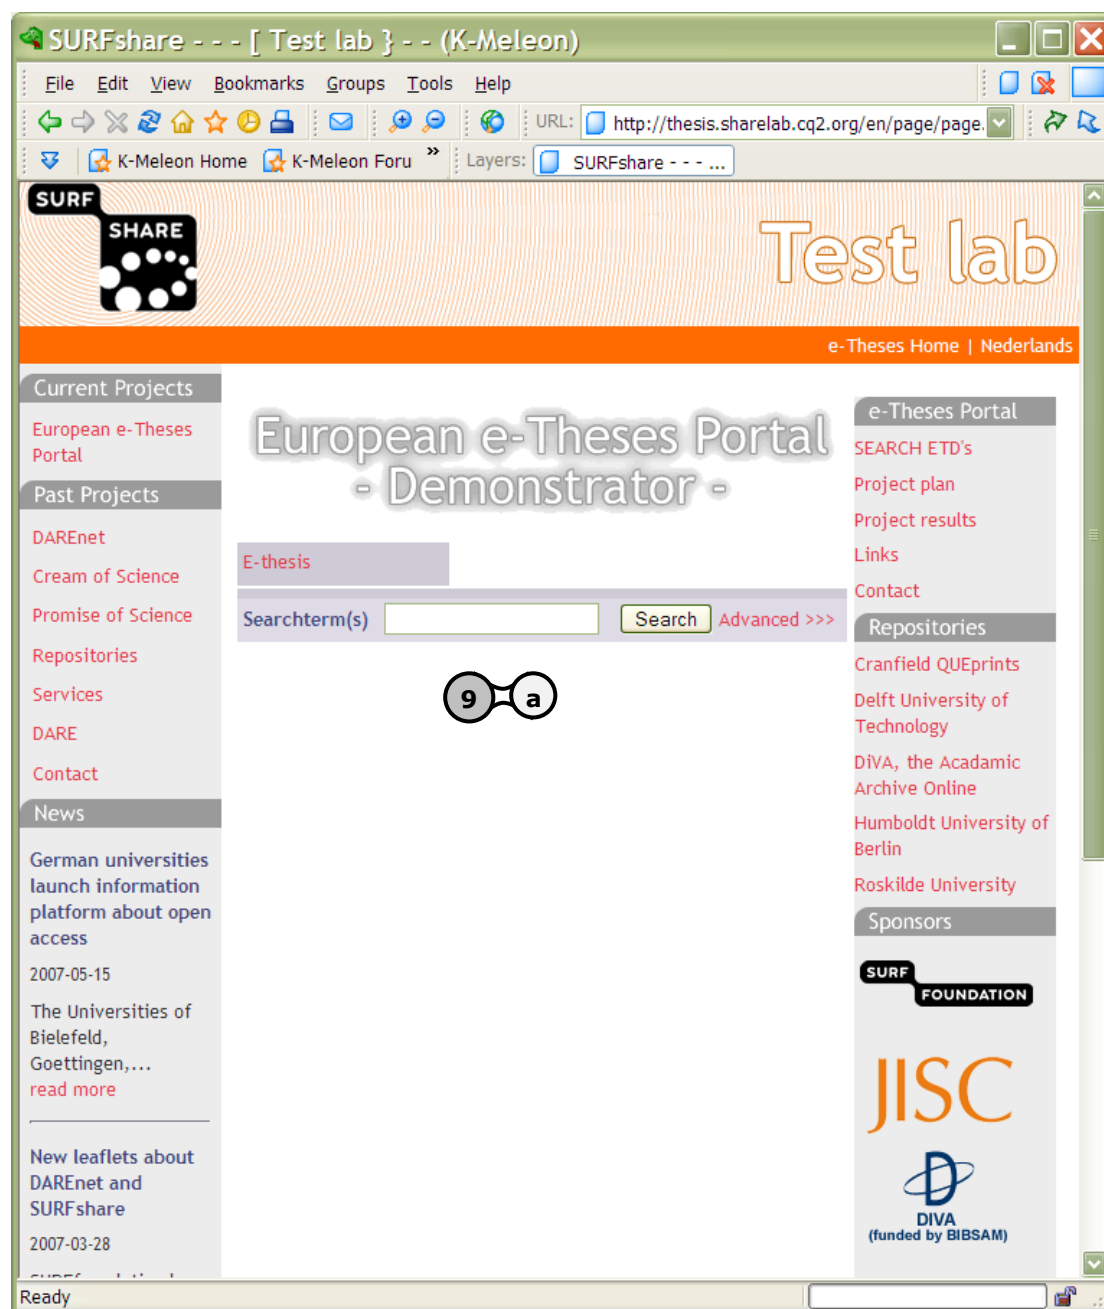 SURFshare - - - [ Test lab } - - (K-Meleon)
File Edit View Bookmarks Groups Tools Help
URL: http://thesis.sharelab.cq2.org/en/page/page.
K-Meleon Home K-Meleon Foru » Layers: SURFshare - - - ...
SURF
SHARE
Test lab
e-Theses Home | Nederlands
Current Projects
European e-Theses
Portal
Past Projects
DAREnet
Cream of Science
Promise of Science
Repositories
Services
DARE
Contact
News
German universities
launch information
platform about open
access
2007-05-15
The Universities of
Bielefeld,
Goettingen,...
read more
New leaflets about
DAREnet and
SURFshare
2007-03-28
European e-Theses Portal
- Demonstrator -
E-thesis
Searchterm(s) Search Advanced >>>
9 a
e-Theses Portal
SEARCH ETD's
Project plan
Project results
Links
Contact
Repositories
Cranfield QUEprints
Delft University of
Technology
DiVA, the Acadamic
Archive Online
Humboldt University of
Berlin
Roskilde University
Sponsors
SURF
FOUNDATION
JISC
D
DIVA
(funded by BIBSAM)
Ready